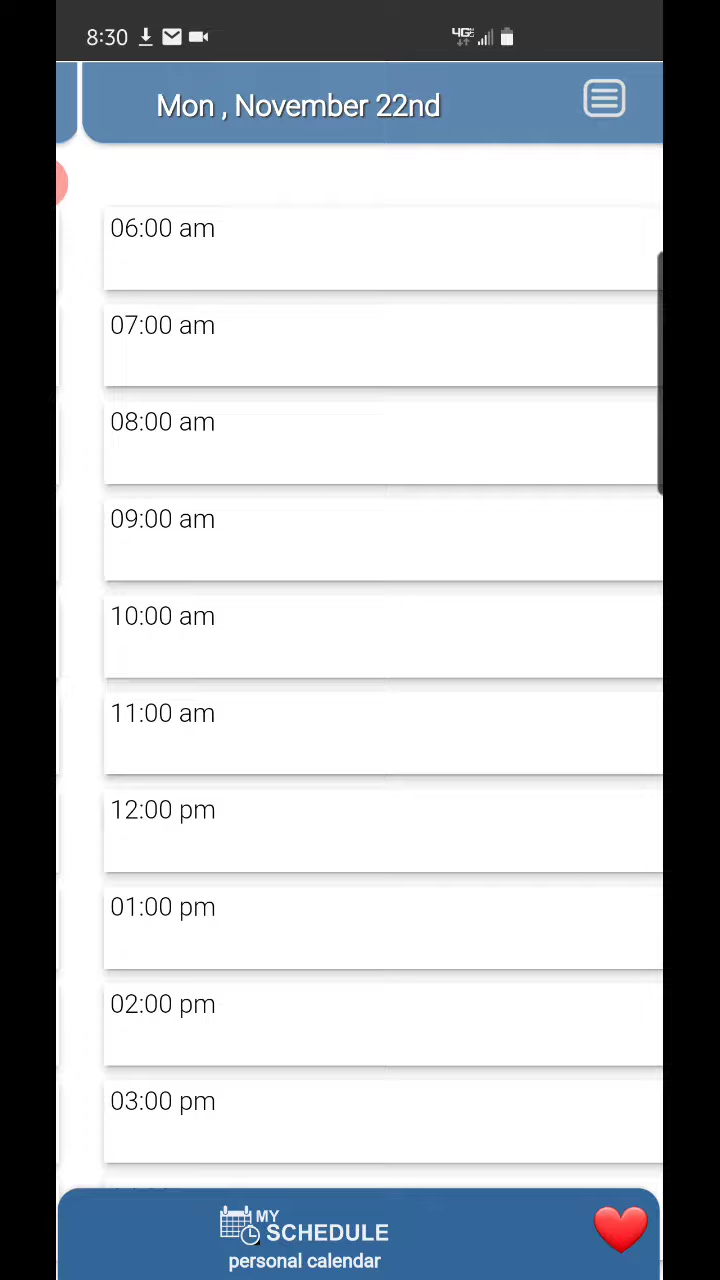 8:30 4GE
Mon , November 22nd
06:00 am
07:00 am
08:00 am
09:00 am
10:00 am
11:00 am
12:00 pm
01:00 pm
02:00 pm
03:00 pm
MY
SCHEDULE
personal calendar